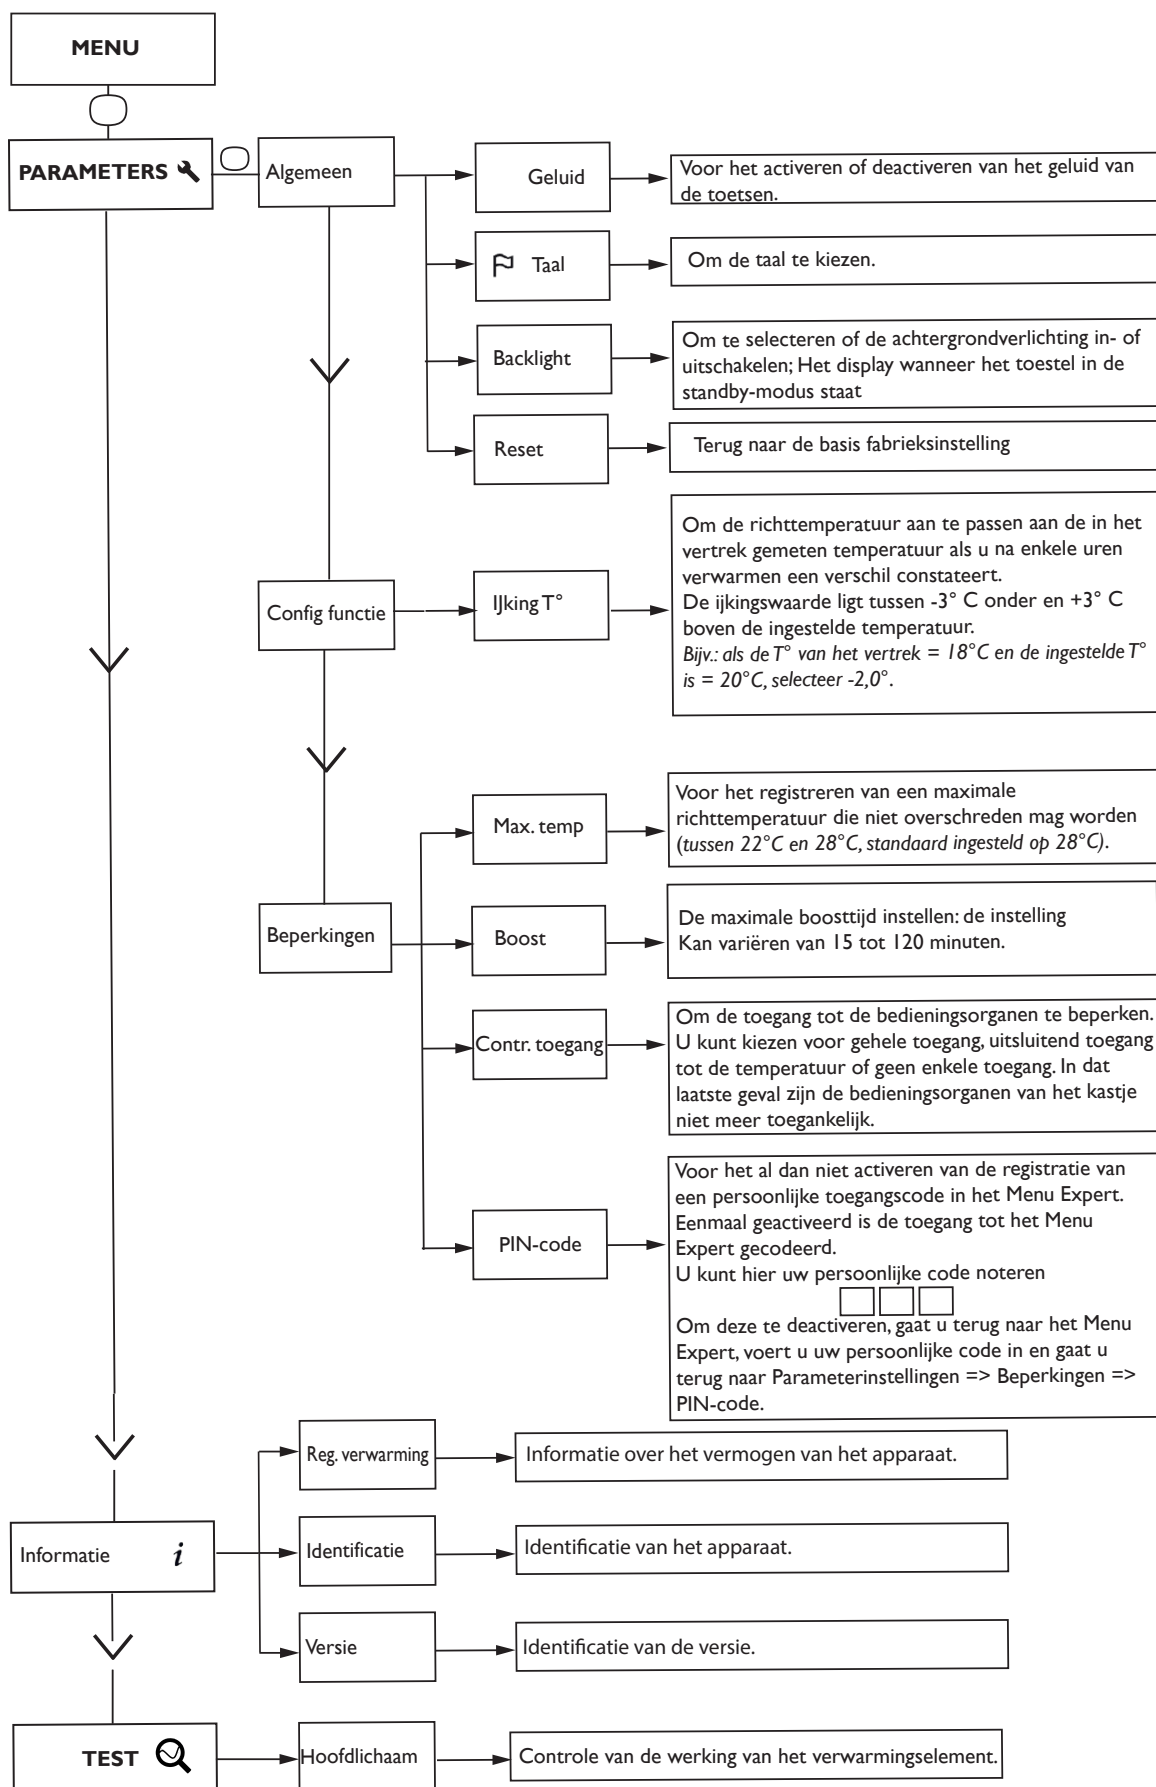 MENU
PARAMETERS
Algemeen
Geluid
Voor het activeren of deactiveren van het geluid van
de toetsen.
Taal
Om de taal te kiezen.
Backlight
Om te selecteren of de achtergrondverlichting in- of
uitschakelen; Het display wanneer het toestel in de
standby-modus staat
Reset
Terug naar de basis fabrieksinstelling
Config functie
IJking T°
Om de richttemperatuur aan te passen aan de in het
vertrek gemeten temperatuur als u na enkele uren
verwarmen een verschil constateert.
De ijkingswaarde ligt tussen -3° C onder en +3° C
boven de ingestelde temperatuur.
Bijv.: als de T° van het vertrek = 18°C en de ingestelde T°
is = 20°C, selecteer -2,0°.
Beperkingen
Max. temp
Voor het registreren van een maximale
richttemperatuur die niet overschreden mag worden
(tussen 22°C en 28°C, standaard ingesteld op 28°C).
Boost
De maximale boosttijd instellen: de instelling
Kan variëren van 15 tot 120 minuten.
Contr. toegang
Om de toegang tot de bedieningsorganen te beperken.
U kunt kiezen voor gehele toegang, uitsluitend toegang
tot de temperatuur of geen enkele toegang. In dat
laatste geval zijn de bedieningsorganen van het kastje
niet meer toegankelijk.
PIN-code
Voor het al dan niet activeren van de registratie van
een persoonlijke toegangscode in het Menu Expert.
Eenmaal geactiveerd is de toegang tot het Menu
Expert gecodeerd.
U kunt hier uw persoonlijke code noteren
Om deze te deactiveren, gaat u terug naar het Menu
Expert, voert u uw persoonlijke code in en gaat u
terug naar Parameterinstellingen => Beperkingen =>
PIN-code.
Informatie i
Reg. verwarming
Informatie over het vermogen van het apparaat.
Identificatie
Identificatie van het apparaat.
Versie
Identificatie van de versie.
TEST
Hoofdlichaam
Controle van de werking van het verwarmingselement.